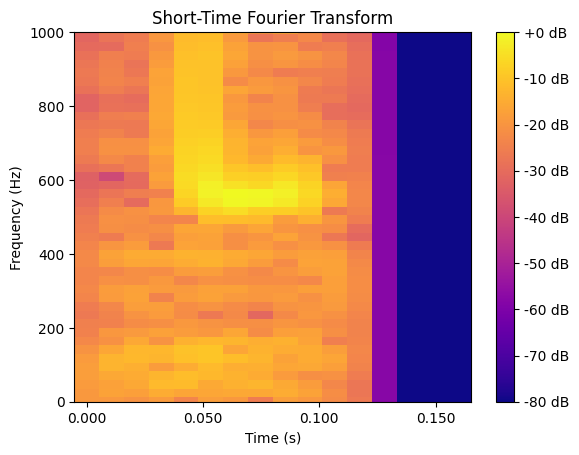 Short-Time Fourier Transform
1000
800
600
400
200
0
Frequency (Hz)
0.000
0.050
0.100
0.150
Time (s)
+0 dB
-10 dB
-20 dB
-30 dB
-40 dB
-50 dB
-60 dB
-70 dB
-80 dB